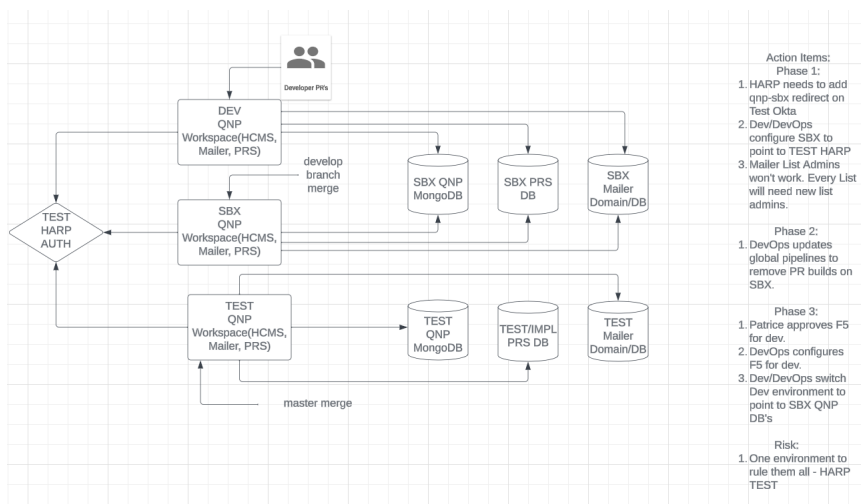 Developer PR's
DEV
QNP
Workspace(HCMS,
Mailer, PRS)
develop
branch
merge
SBX
QNP
Workspace(HCMS,
Mailer, PRS)
TEST
HARP
AUTH
TEST
QNP
Workspace(HCMS,
Mailer, PRS)
master merge
SBX QNP
MongoDB
SBX PRS
DB
SBX
Mailer
Domain/DB
TEST
QNP
MongoDB
TEST/IMPL
PRS DB
TEST
Mailer
Domain/DB
Action Items:
Phase 1:
1. HARP needs to add
qnp-sbx redirect on
Test Okta
2. Dev/DevOps
configure SBX to
point to TEST HARP
3. Mailer List Admins
won't work. Every List
will need new list
admins.
Phase 2:
1. DevOps updates
global pipelines to
remove PR builds on
SBX.
Phase 3:
1. Patrice approves F5
for dev.
2. DevOps configures
F5 for dev.
3. Dev/DevOps switch
Dev environment to
point to SBX QNP
DB's
Risk:
1. One environment to
rule them all - HARP
TEST